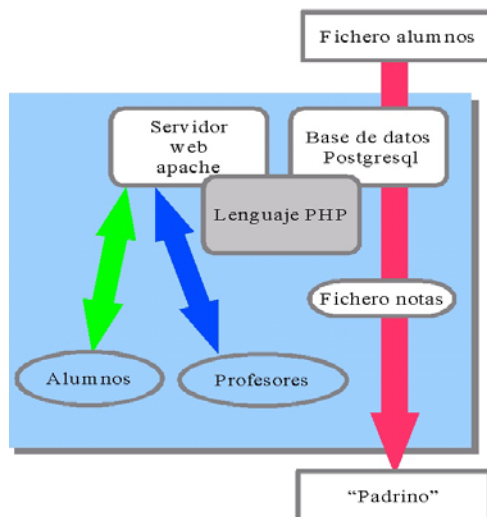 Fichero alumnos
Servidor
web
apache
Base de datos
Postgresql
Lenguaje PHP
Fichero notas
Alumnos
Profesores
“Padrino”